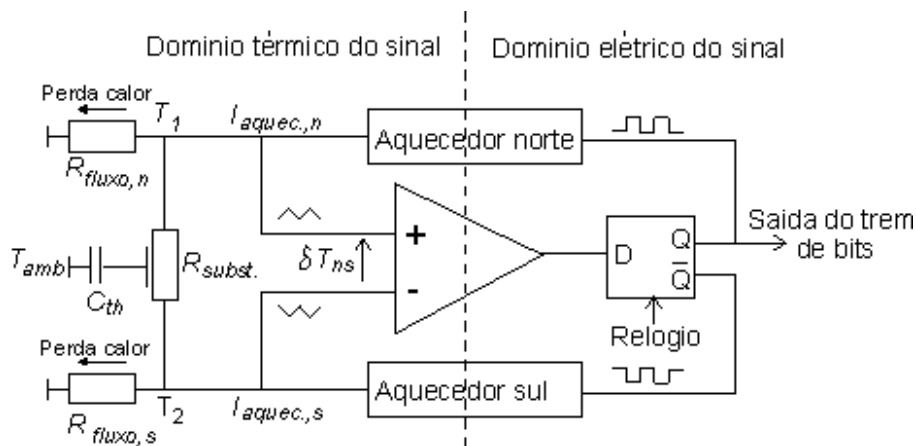 Dominio térmico do sinal
Dominio elétrico do sinal
Perda calor
T1
Iaquec.,n
Aquecedor norte
Rfluxo,n
Saida do trem
de bits
+
D
Q
Tamb
Rsubst.
δTns
Q̅
Cth
-
Relogio
Perda calor
T2
Iaquec.,s
Aquecedor sul
Rfluxo,s